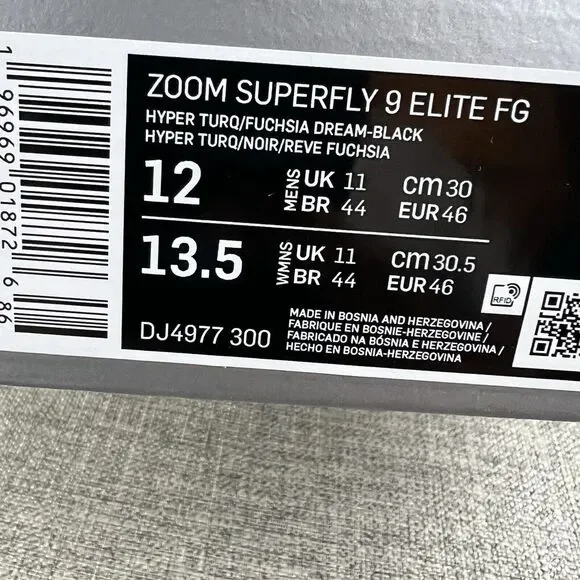 1 96969 01872 6 86
ZOOM SUPERFLY 9 ELITE FG
HYPER TURQ/FUCHSIA DREAM-BLACK
HYPER TURQ/NOIR/REVE FUCHSIA
12 MENS UK 11 cm 30
BR 44 EUR 46
13.5 WMNS UK 11 cm 30.5
BR 44 EUR 46
RFID
DJ4977 300
MADE IN BOSNIA AND HERZEGOVINA /
FABRIQUE EN BOSNIE-HERZEGOVINE /
FABRICADO NA BÓSNIA E HERZEGOVINA /
HECHO EN BOSNIA-HERZEGOVINA